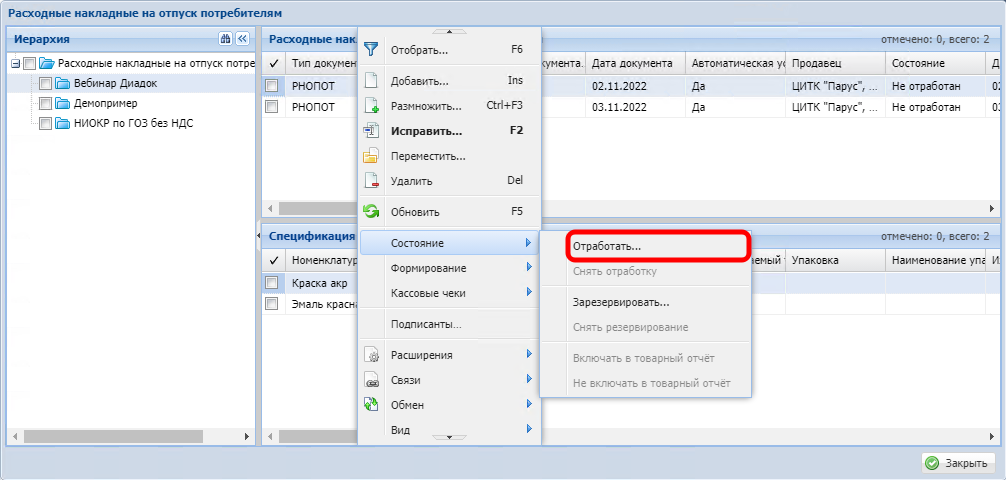 Расходные накладные на отпуск потребителям
Иерархия
Расходные накладные на отпуск потре
Вебинар Диадок
Демопример
НИОКР по ГОЗ без НДС
Расходные нак
отмечено: 0, всего: 2
Тип документ
Дата документа
Автоматическая ус
Продавец
Состояние
РНОПОТ
02.11.2022
Да
ЦИТК "Парус", ...
Не отработан
РНОПОТ
03.11.2022
Да
ЦИТК "Парус", ...
Не отработан
Отобрать... F6
Добавить... Ins
Размножить... Ctrl+F3
Исправить... F2
Переместить...
Удалить Del
Обновить F5
Состояние
Формирование
Кассовые чеки
Подписанты...
Расширения
Связи
Обмен
Вид
Отработать...
Снять отработку
Зарезервировать...
Снять резервирование
Включать в товарный отчёт
Не включать в товарный отчёт
Спецификация
отмечено: 0, всего: 2
Номенклатур
Упаковка
Наименование упа
Краска акр
Эмаль красна
Закрыть